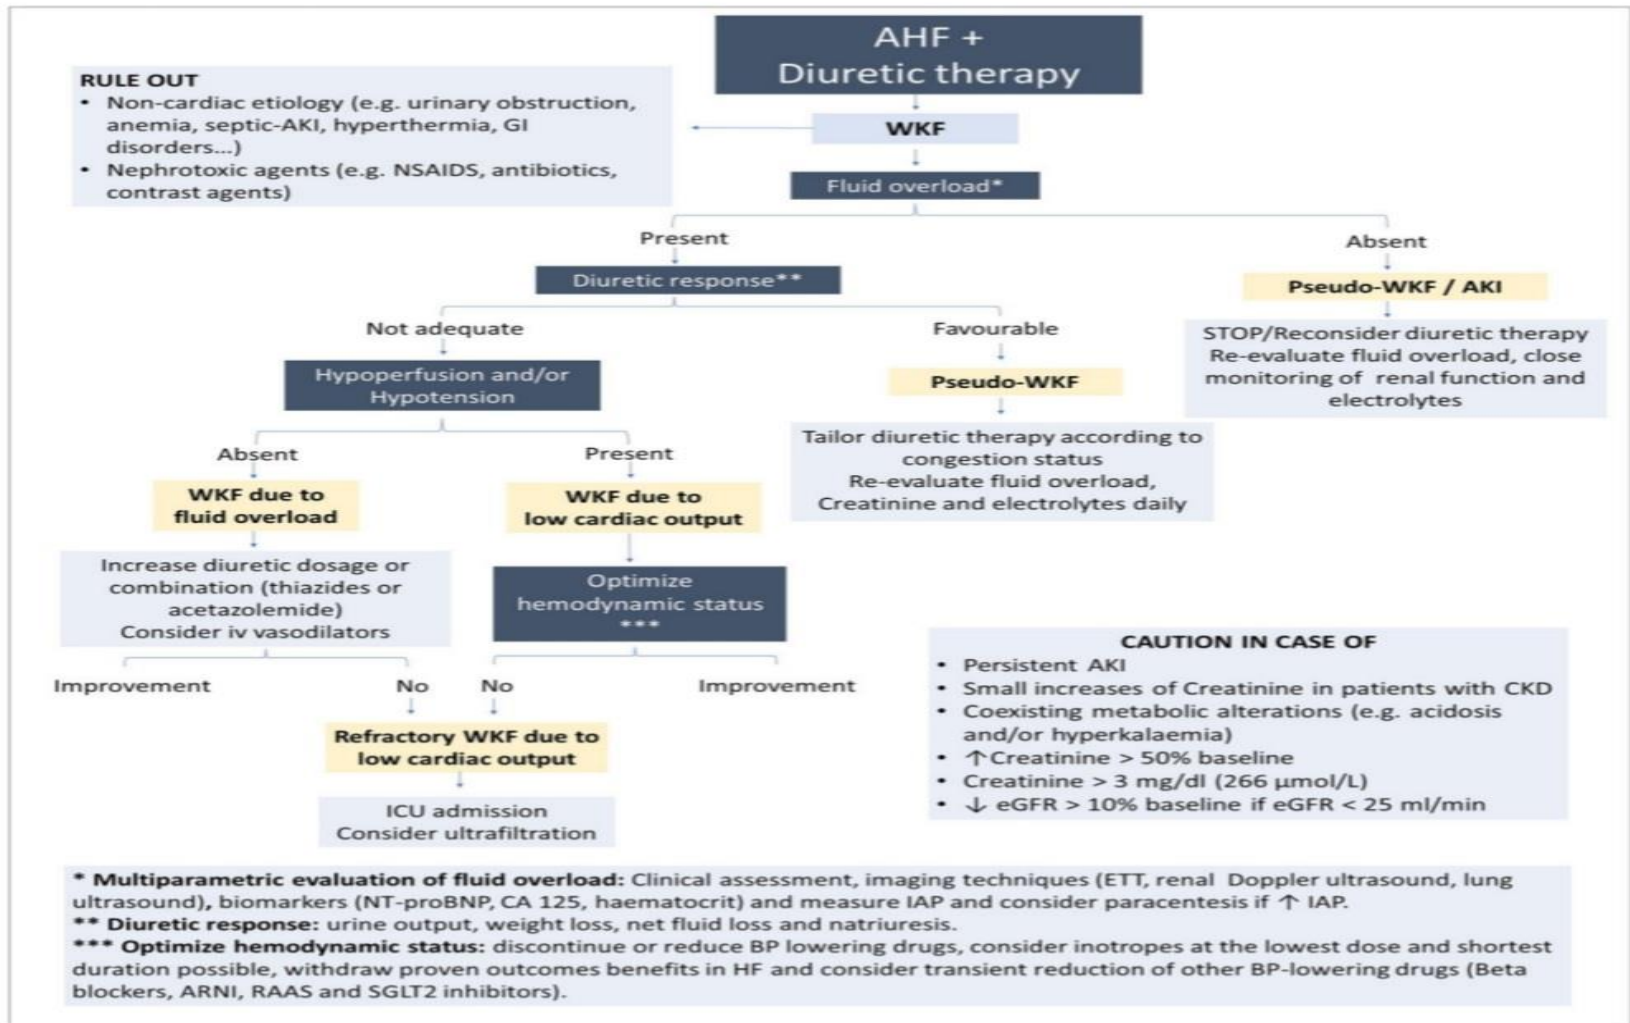 AHF +
Diuretic therapy
RULE OUT
• Non-cardiac etiology (e.g. urinary obstruction,
anemia, septic-AKI, hyperthermia, GI
disorders...)
• Nephrotoxic agents (e.g. NSAIDS, antibiotics,
contrast agents)
WKF
Fluid overload*
Present
Absent
Diuretic response**
Pseudo-WKF / AKI
STOP/Reconsider diuretic therapy
Re-evaluate fluid overload, close
monitoring of renal function and
electrolytes
Not adequate
Favourable
Hypoperfusion and/or
Hypotension
Pseudo-WKF
Tailor diuretic therapy according to
congestion status
Re-evaluate fluid overload,
Creatinine and electrolytes daily
Absent
Present
WKF due to
fluid overload
WKF due to
low cardiac output
Increase diuretic dosage or
combination (thiazides or
acetazolemide)
Consider iv vasodilators
Optimize
hemodynamic status
***
Improvement
No
No
Improvement
Refractory WKF due to
low cardiac output
ICU admission
Consider ultrafiltration
CAUTION IN CASE OF
• Persistent AKI
• Small increases of Creatinine in patients with CKD
• Coexisting metabolic alterations (e.g. acidosis
and/or hyperkalaemia)
• ↑Creatinine > 50% baseline
• Creatinine > 3 mg/dl (266 µmol/L)
• ↓ eGFR > 10% baseline if eGFR < 25 ml/min
* Multiparametric evaluation of fluid overload: Clinical assessment, imaging techniques (ETT, renal Doppler ultrasound, lung
ultrasound), biomarkers (NT-proBNP, CA 125, haematocrit) and measure IAP and consider paracentesis if ↑ IAP.
** Diuretic response: urine output, weight loss, net fluid loss and natriuresis.
*** Optimize hemodynamic status: discontinue or reduce BP lowering drugs, consider inotropes at the lowest dose and shortest
duration possible, withdraw proven outcomes benefits in HF and consider transient reduction of other BP-lowering drugs (Beta
blockers, ARNI, RAAS and SGLT2 inhibitors).